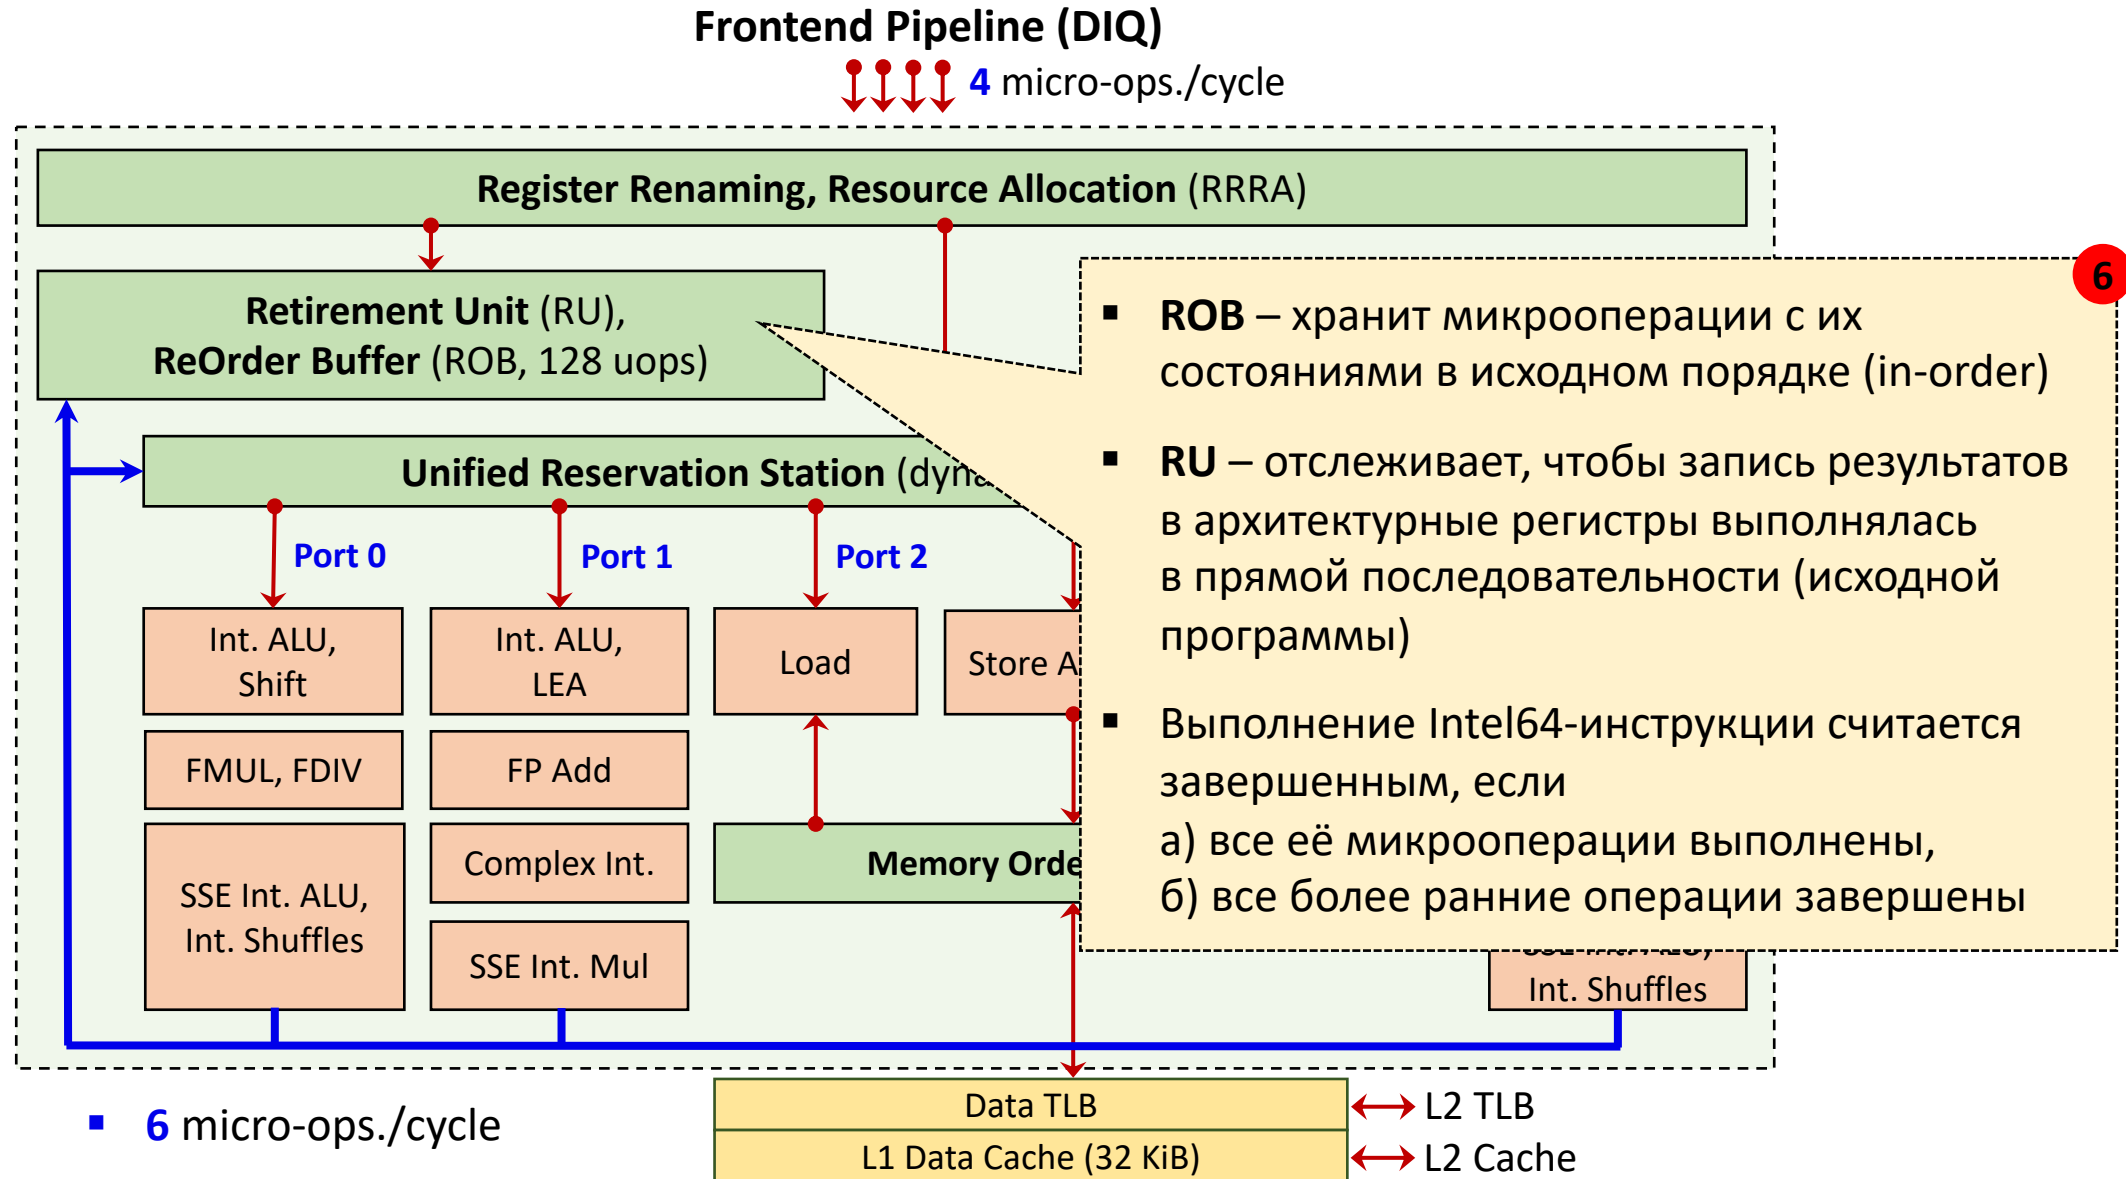 Frontend Pipeline (DIQ)
4 micro-ops./cycle
Register Renaming, Resource Allocation (RRRA)
Retirement Unit (RU),
ReOrder Buffer (ROB, 128 uops)
Unified Reservation Station
Port 0
Port 1
Port 2
Int. ALU,
Shift
Int. ALU,
LEA
Load
Store
FMUL, FDIV
FP Add
SSE Int. ALU,
Int. Shuffles
Complex Int.
SSE Int. Mul
Memory
6
▪ ROB – хранит микрооперации с их
состояниями в исходном порядке (in-order)
▪ RU – отслеживает, чтобы запись результатов
в архитектурные регистры выполнялась
в прямой последовательности (исходной
программы)
▪ Выполнение Intel64-инструкции считается
завершенным, если
а) все её микрооперации выполнены,
б) все более ранние операции завершены
Int. Shuffles
▪ 6 micro-ops./cycle
Data TLB
L2 TLB
L1 Data Cache (32 KiB)
L2 Cache